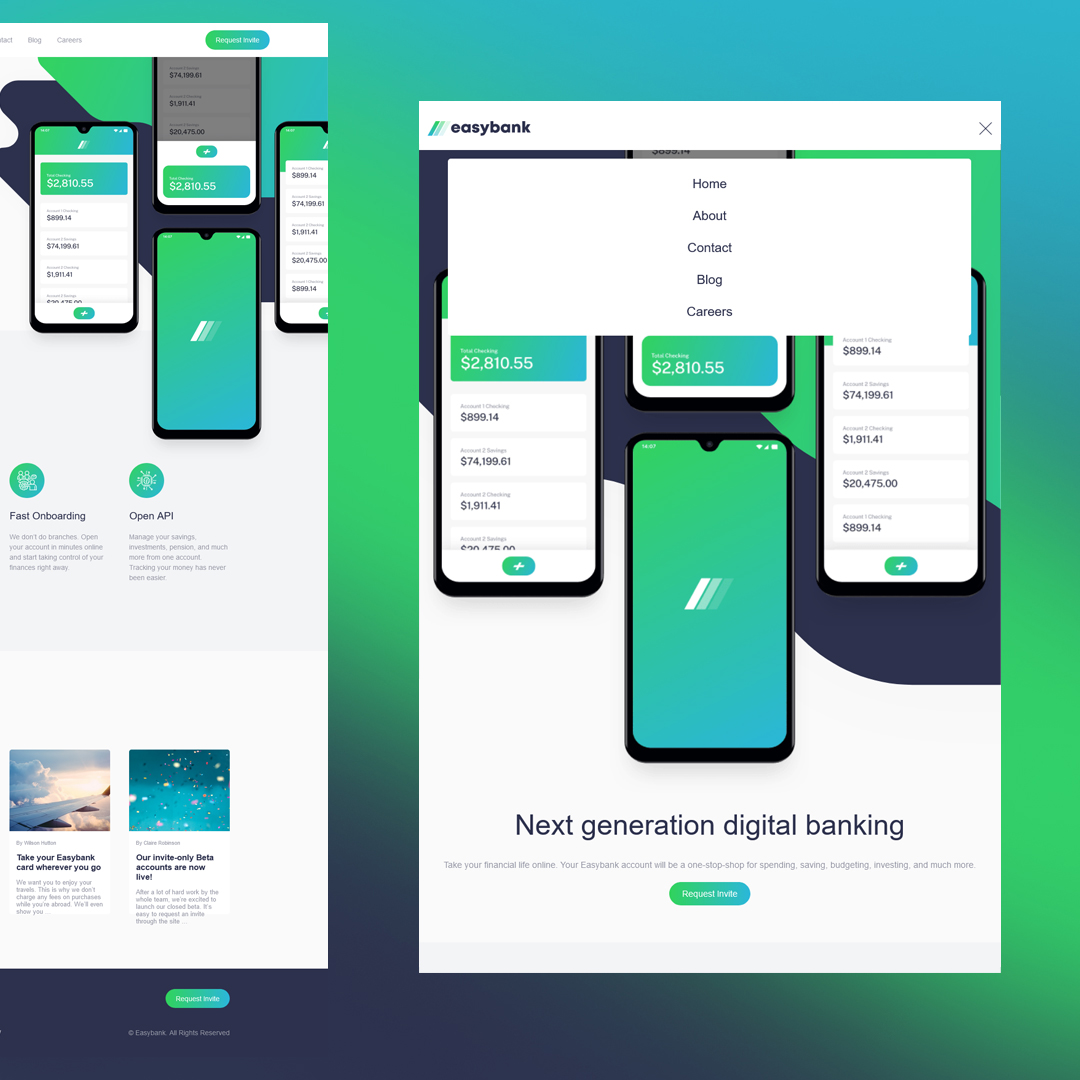 Blog
Careers
Request Invite
$74,199.61
Account 2 Checking
$1,911.41
$20,475.00
Total Checking
$2,810.55
14:07
Total Checking
$2,810.55
Account 1 Checking
$899.14
Account 2 Savings
$74,199.61
Account 2 Checking
$1,911.41
Account 2 Savings
$20,475.00
14:07
14:07
Account 1 Checking
$899.14
Account 2 Savings
$74,199.61
Account 2 Checking
$1,911.41
Account 2 Savings
$20,475.00
Account 1 Checking
$899.14
Fast Onboarding
We don't do branches. Open
your account in minutes online
and start taking control of your
finances right away.
Open API
Manage your savings,
investments, pension, and much
more from one account.
Tracking your money has never
been easier.
By Wilson Hutton
Take your Easybank
card wherever you go
We want you to enjoy your
travels. This is why we don't
charge any fees on purchases
while you're abroad. We'll even
show you ...
By Claire Robinson
Our invite-only Beta
accounts are now
live!
After a lot of hard work by the
whole team, we're excited to
launch our closed beta. It's
easy to request an invite
through the site ...
Request Invite
© Easybank. All Rights Reserved
easybank
$899.14
Home
About
Contact
Blog
Careers
$2,810.55
Total Checking
Account 1 Checking
$899.14
Account 2 Savings
$74,199.61
Account 2 Checking
$1,911.41
$20,475.00
Total Checking
$2,810.55
14:07
Account 1 Checking
$899.14
Account 2 Savings
$74,199.61
Account 2 Checking
$1,911.41
Account 2 Savings
$20,475.00
Account 1 Checking
$899.14
Next generation digital banking
Take your financial life online. Your Easybank account will be a one-stop-shop for spending, saving, budgeting, investing, and much more.
Request Invite